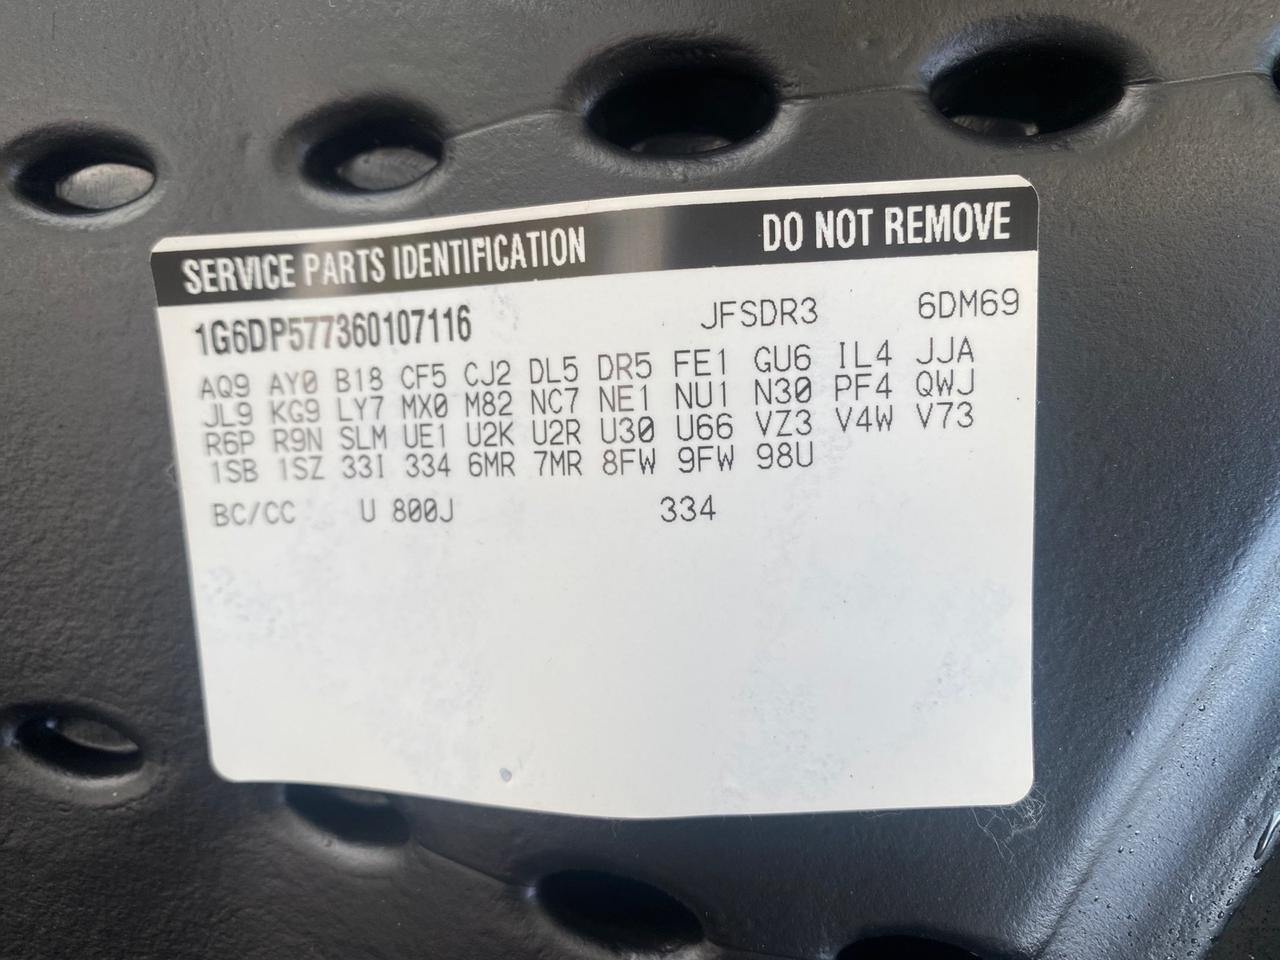 SERVICE PARTS IDENTIFICATION DO NOT REMOVE
1G6DP577360107116 JFSDR3 6DM69
AQ9 AY0 B18 CF5 CJ2 DL5 DR5 FE1 GU6 IL4 JJA
JL9 KG9 LY7 MX0 M82 NC7 NE1 NU1 N30 PF4 QWJ
R6P R9N SLM UE1 U2K U2R U30 U66 VZ3 V4W V73
1SB 1SZ 33I 334 6MR 7MR 8FW 9FW 98U
BC/CC U 800J 334